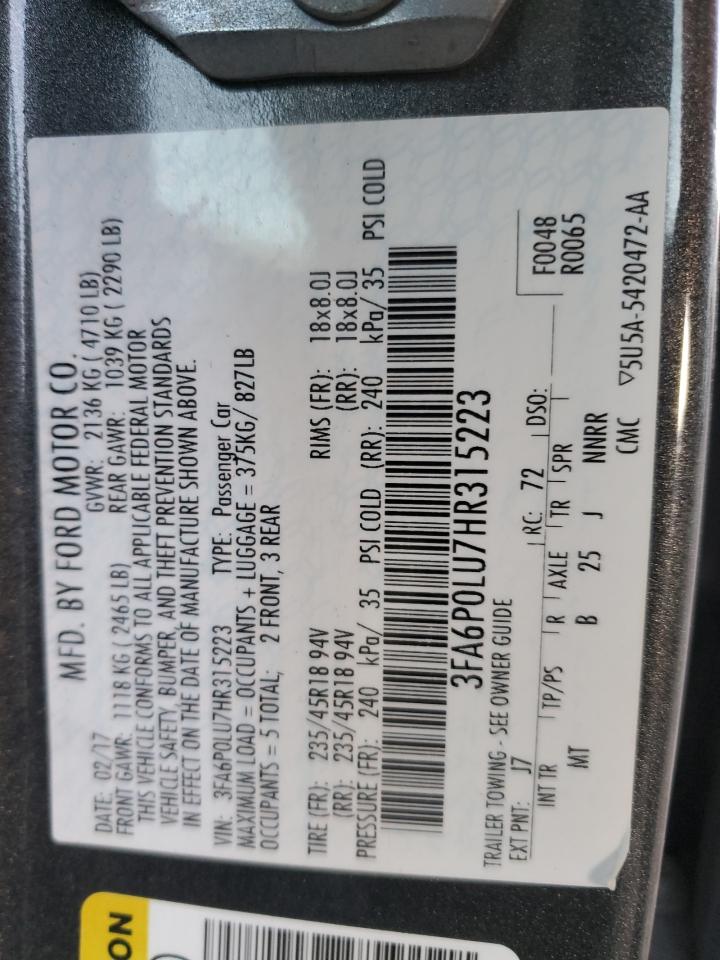 MFD. BY FORD MOTOR CO.
DATE: 02/17 GVWR: 2136 KG ( 4710 LB)
FRONT GAWR: 1118 KG ( 2465 LB) REAR GAWR: 1039 KG ( 2290 LB)
THIS VEHICLE CONFORMS TO ALL APPLICABLE FEDERAL MOTOR
VEHICLE SAFETY, BUMPER, AND THEFT PREVENTION STANDARDS
IN EFFECT ON THE DATE OF MANUFACTURE SHOWN ABOVE.
VIN: 3FA6P0LU7HR315223 TYPE: Passenger Car
MAXIMUM LOAD = OCCUPANTS + LUGGAGE = 375KG/ 827LB
OCCUPANTS = 5 TOTAL; 2 FRONT, 3 REAR
TIRE (FR): 235/45R18 94V RIMS (FR): 18x8.0J
(RR): 235/45R18 94V (RR): 18x8.0J
PRESSURE (FR): 240 kPa/ 35 PSI COLD (RR): 240 kPa/ 35 PSI COLD
3FA6P0LU7HR315223
TRAILER TOWING - SEE OWNER GUIDE
EXT PNT: J7 RC: 72 DSO: F0048
R0065
INT TR TP/PS R AXLE TR SPR
MT B 25 J NNRR
CMC ▽5U5A-5420472-AA
ON